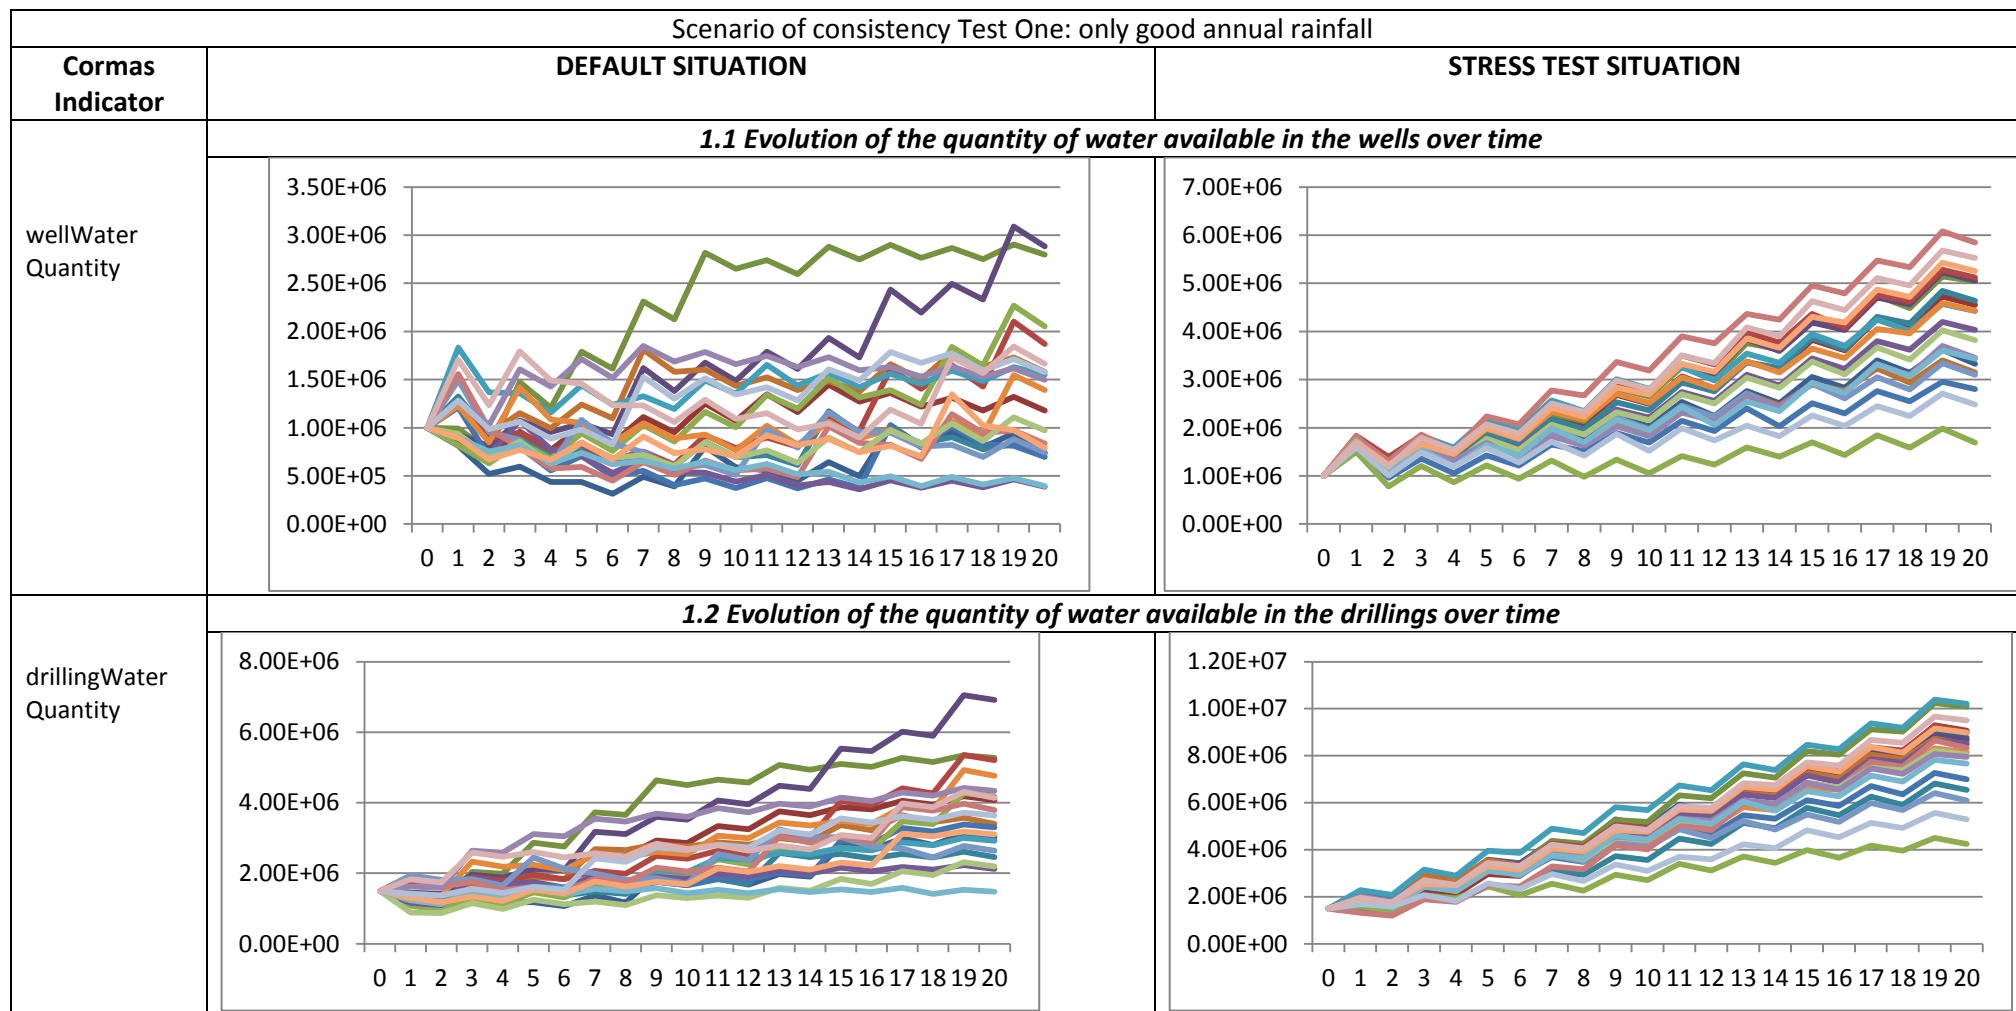 Scenario of consistency Test One: only good annual rainfall
Cormas
Indicator
DEFAULT SITUATION
STRESS TEST SITUATION
1.1 Evolution of the quantity of water available in the wells over time
wellWater
Quantity
3.50E+06
3.00E+06
2.50E+06
2.00E+06
1.50E+06
1.00E+06
5.00E+05
0.00E+00
0 1 2 3 4 5 6 7 8 9 10 11 12 13 14 15 16 17 18 19 20
7.00E+06
6.00E+06
5.00E+06
4.00E+06
3.00E+06
2.00E+06
1.00E+06
0.00E+00
0 1 2 3 4 5 6 7 8 9 10 11 12 13 14 15 16 17 18 19 20
1.2 Evolution of the quantity of water available in the drillings over time
drillingWater
Quantity
8.00E+06
6.00E+06
4.00E+06
2.00E+06
0.00E+00
0 1 2 3 4 5 6 7 8 9 10 11 12 13 14 15 16 17 18 19 20
1.20E+07
1.00E+07
8.00E+06
6.00E+06
4.00E+06
2.00E+06
0.00E+00
0 1 2 3 4 5 6 7 8 9 10 11 12 13 14 15 16 17 18 19 20